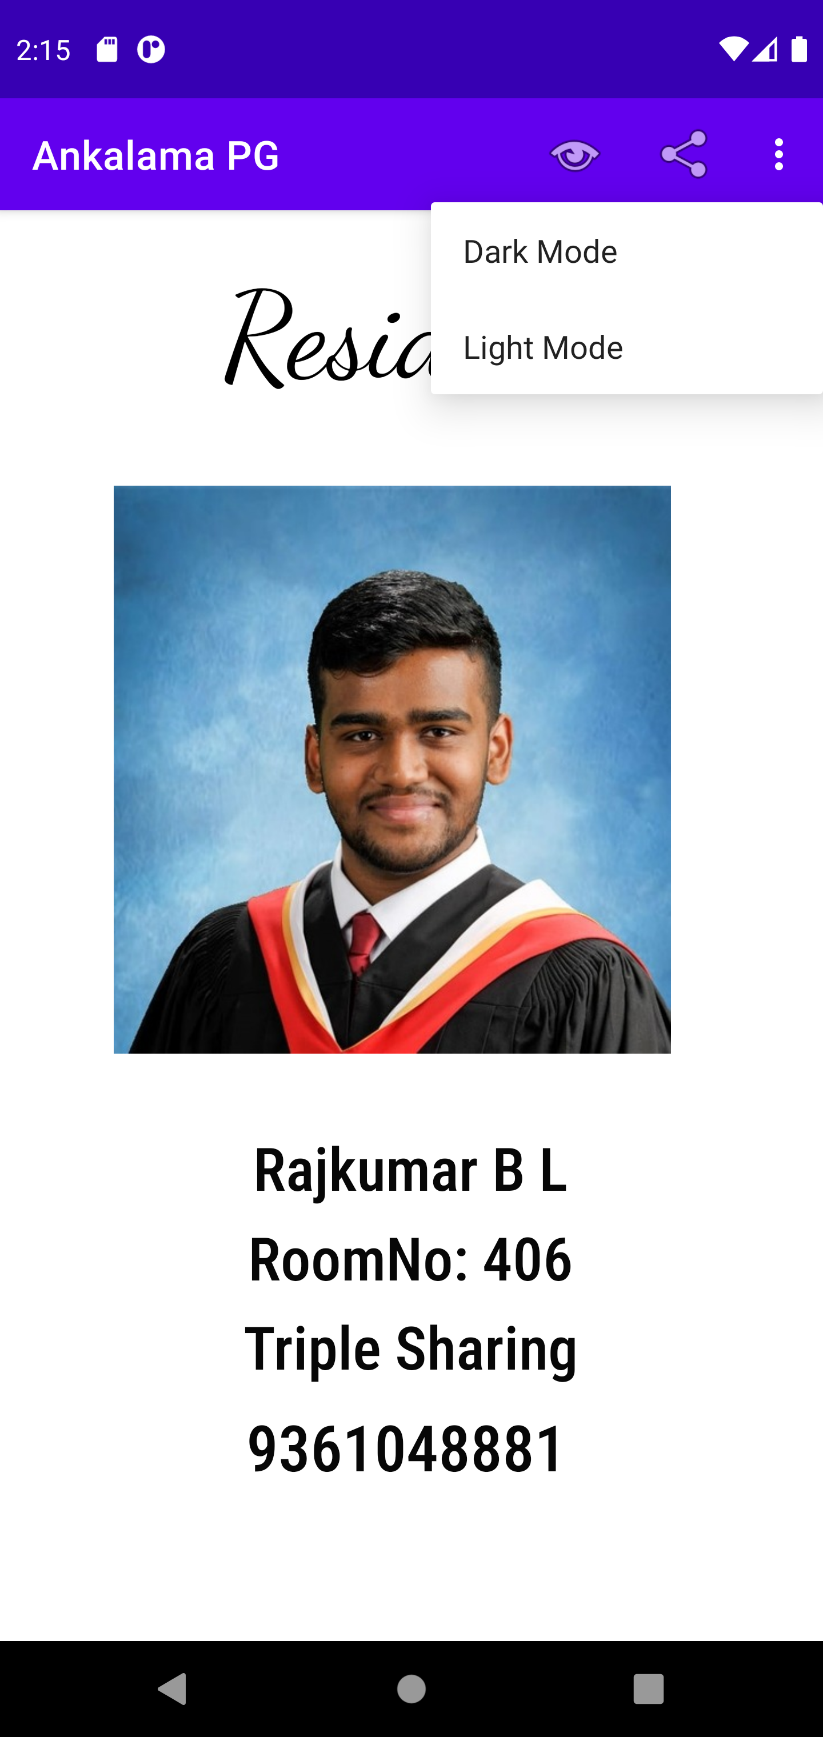 2:15
Ankalama PG
Dark Mode
Light Mode
Rajkumar B L
RoomNo: 406
Triple Sharing
9361048881